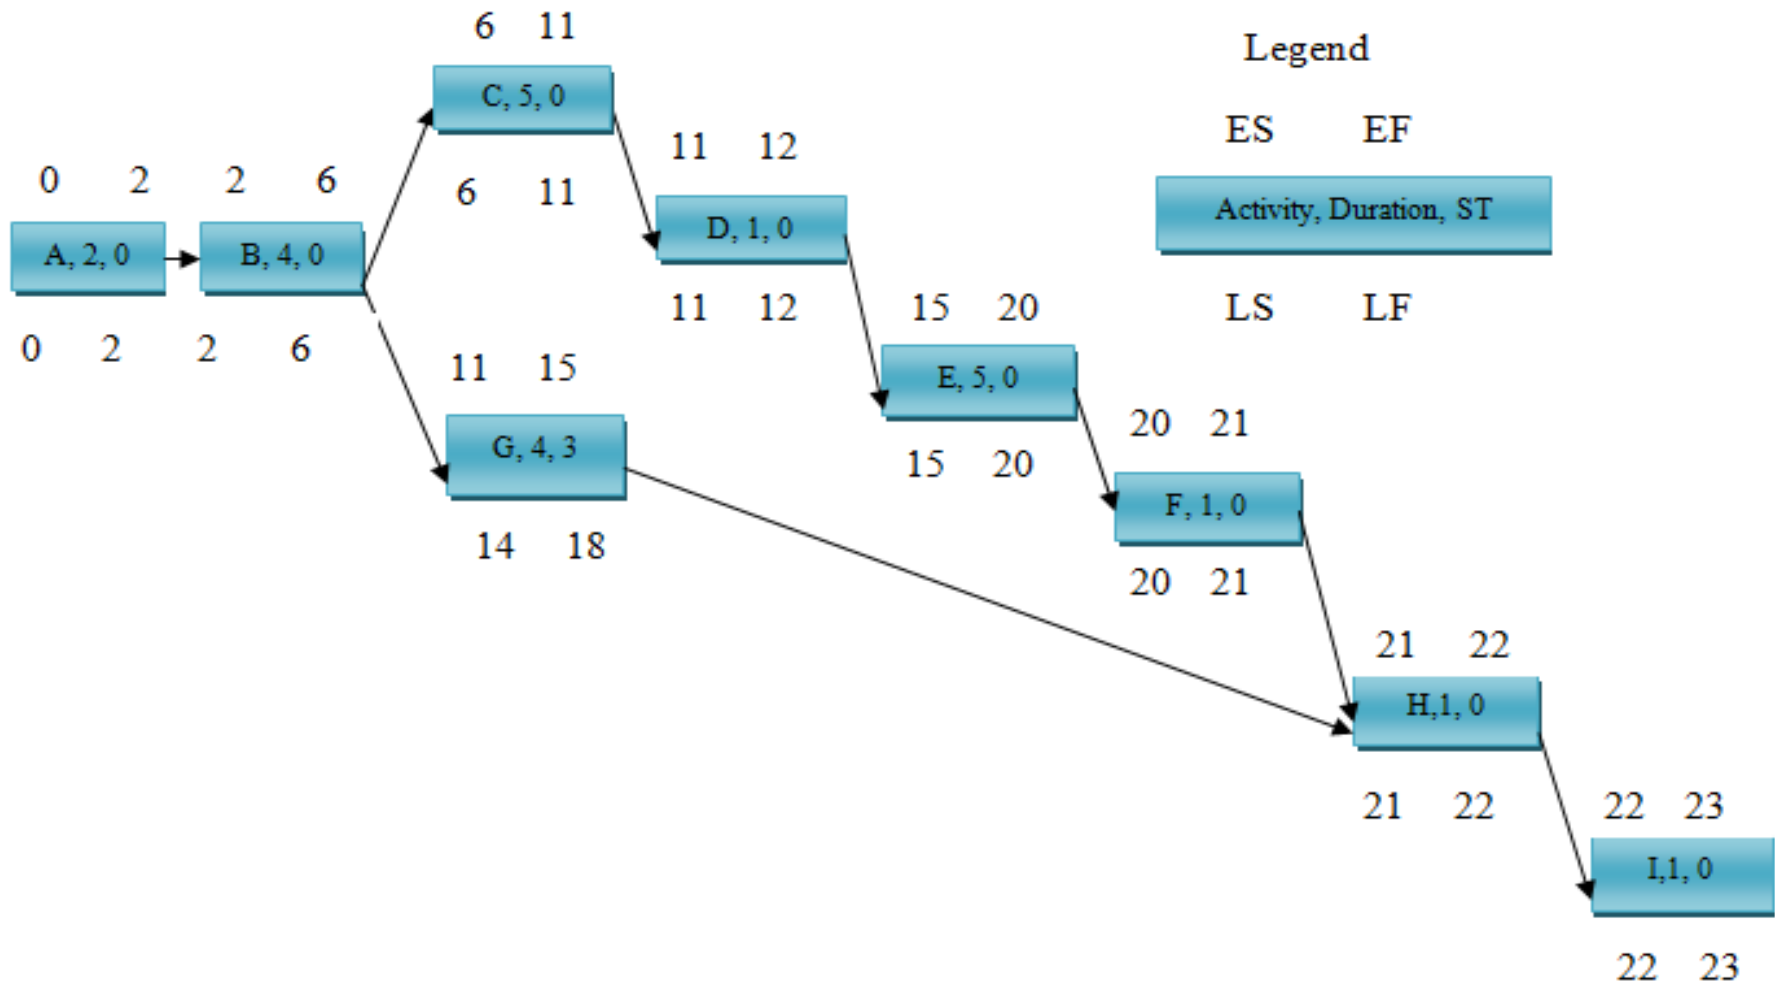 6 11
C, 5, 0
6 11
Legend
ES EF
Activity, Duration, ST
LS LF
0 2
A, 2, 0
0 2
2 6
B, 4, 0
2 6
11 12
D, 1, 0
11 12
11 15
G, 4, 3
14 18
15 20
E, 5, 0
15 20
20 21
F, 1, 0
20 21
21 22
H,1, 0
21 22
22 23
I,1, 0
22 23